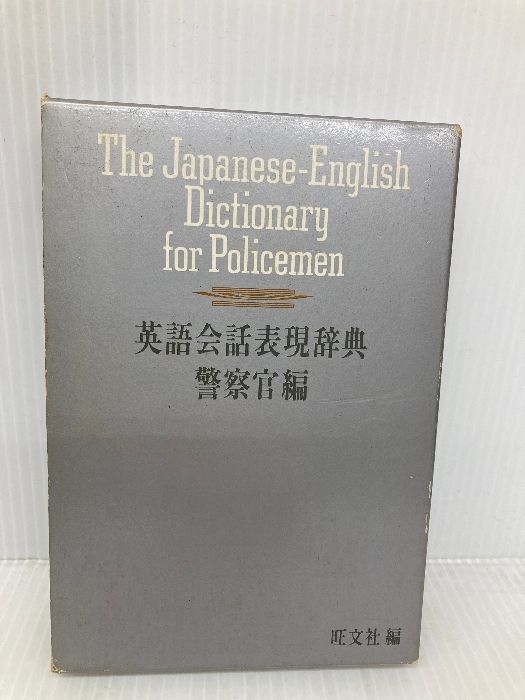 The Japanese-English
Dictionary
for Policemen
英語会話表現辞典
警察官編
旺文社 編